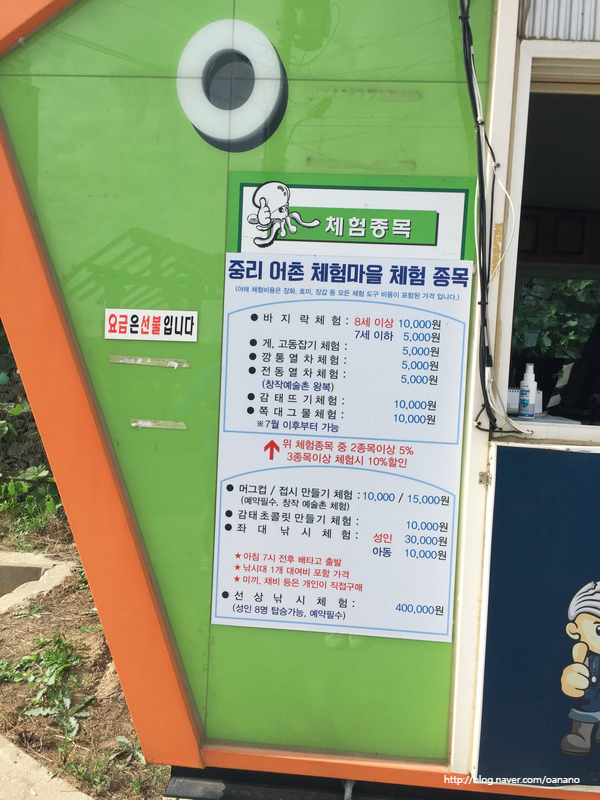 체험종목
중리 어촌 체험마을 체험 종목
(아래 체험비용은 장화, 호미, 장갑 등 모든 체험 도구 비용이 포함된 가격 입니다.)
● 바 지 락 체 험 : 8세 이상 10,000원
7세 이하 5,000원
● 게, 고동잡기 체험 : 5,000원
● 깡 통 열 차 체 험 : 5,000원
● 전 동 열 차 체 험 : 5,000원
(창작예술촌 왕복)
● 감 태 뜨 기 체 험 : 10,000원
● 쪽 대 그 물 체 험 : 10,000원
※7월 이후부터 가능
위 체험종목 중 2종목이상 5%
3종목이상 체험시 10%할인
● 머그컵 / 접시 만들기 체험 : 10,000 / 15,000원
(예약필수, 창작 예술촌 체험)
● 감태초콜릿 만들기 체험 : 10,000원
● 좌 대 낚 시 체 험 : 성인 30,000원
아동 10,000원
★ 아침 7시 전후 배타고 출발
★ 낚시대 1개 대여비 포함 가격
★ 미끼, 채비 등은 개인이 직접구매
● 선 상 낚 시 체 험 : 400,000원
(성인 8명 탑승가능, 예약필수)
요금은선불입니다
http://blog.naver.com/oanano